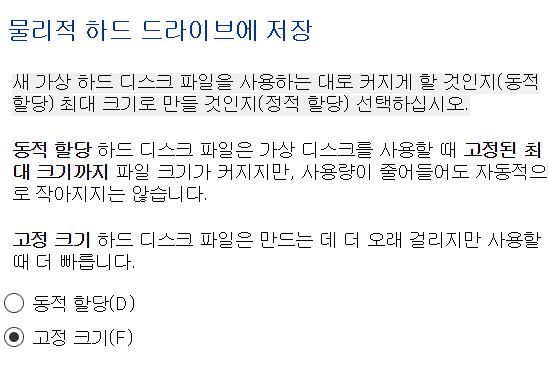 물리적 하드 드라이브에 저장
새 가상 하드 디스크 파일을 사용하는 대로 커지게 할 것인지(동적
할당) 최대 크기로 만들 것인지(정적 할당) 선택하십시오.
동적 할당 하드 디스크 파일은 가상 디스크를 사용할 때 고정된 최
대 크기까지 파일 크기가 커지지만, 사용량이 줄어들어도 자동적으
로 작아지지는 않습니다.
고정 크기 하드 디스크 파일은 만드는 데 더 오래 걸리지만 사용할
때 더 빠릅니다.
동적 할당(D)
고정 크기(F)